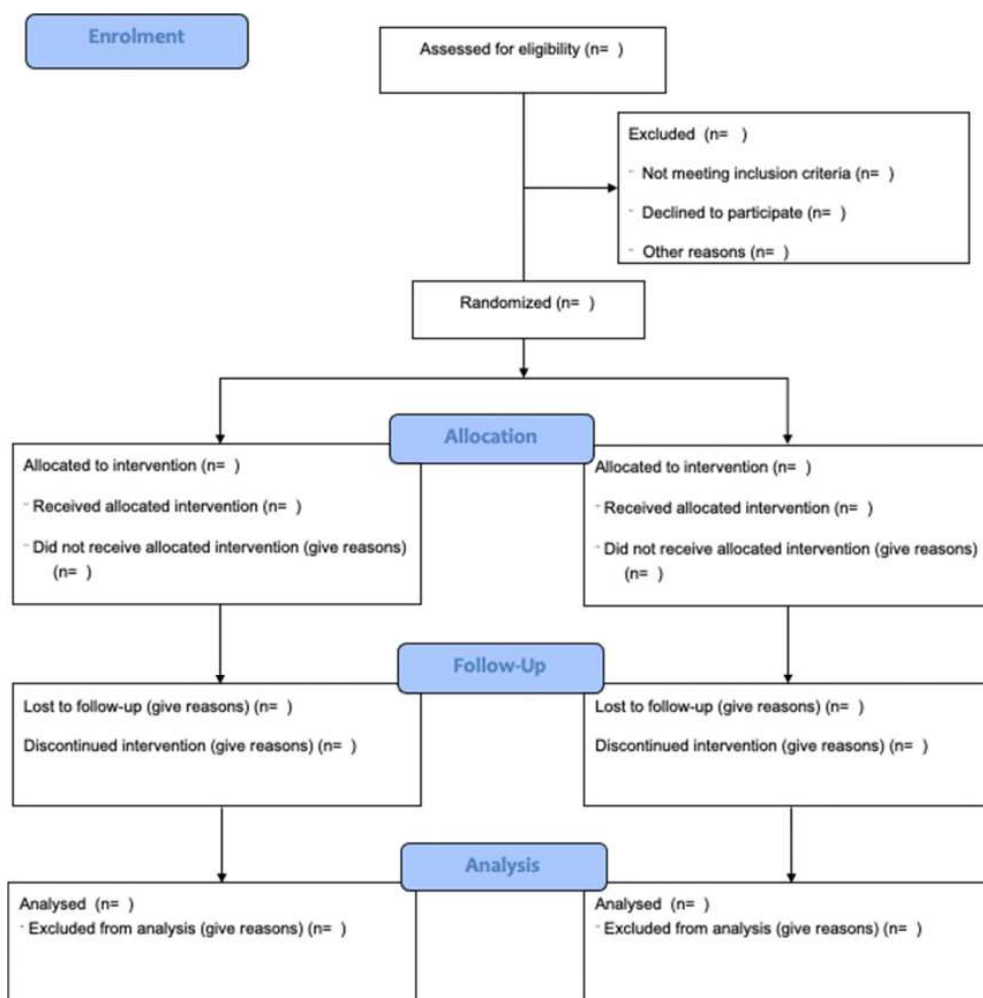 Enrolment
Assessed for eligibility (n=  )
Excluded  (n=  )
- Not meeting inclusion criteria (n=  )
- Declined to participate (n=  )
- Other reasons (n=  )
Randomized (n=  )
Allocation
Allocated to intervention (n=  )
- Received allocated intervention (n=  )
- Did not receive allocated intervention (give reasons)
(n=  )
Allocated to intervention (n=  )
- Received allocated intervention (n=  )
- Did not receive allocated intervention (give reasons)
(n=  )
Follow-Up
Lost to follow-up (give reasons) (n=  )
Discontinued intervention (give reasons) (n=  )
Lost to follow-up (give reasons) (n=  )
Discontinued intervention (give reasons) (n=  )
Analysis
Analysed  (n=  )
- Excluded from analysis (give reasons) (n=  )
Analysed  (n=  )
- Excluded from analysis (give reasons) (n=  )